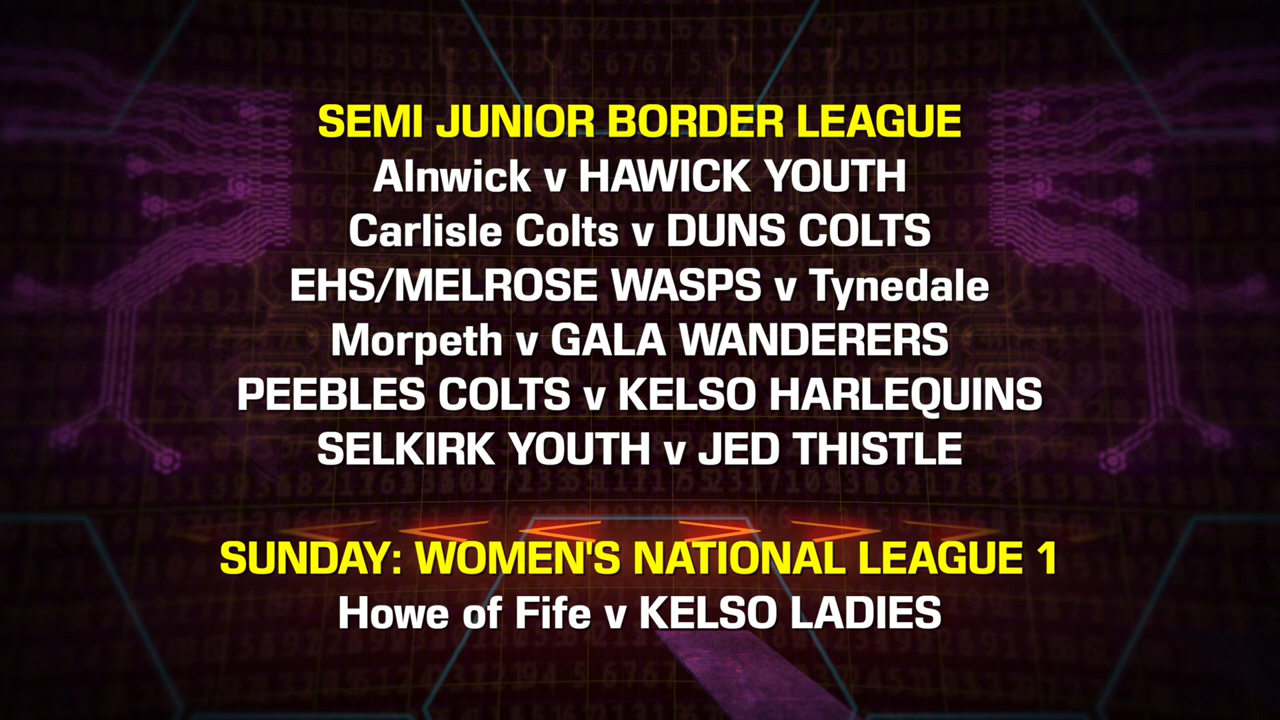 SEMI JUNIOR BORDER LEAGUE
Alnwick v HAWICK YOUTH
Carlisle Colts v DUNS COLTS
EHS/MELROSE WASPS v Tynedale
Morpeth v GALA WANDERERS
PEEBLES COLTS v KELSO HARLEQUINS
SELKIRK YOUTH v JED THISTLE
SUNDAY: WOMEN'S NATIONAL LEAGUE 1
Howe of Fife v KELSO LADIES